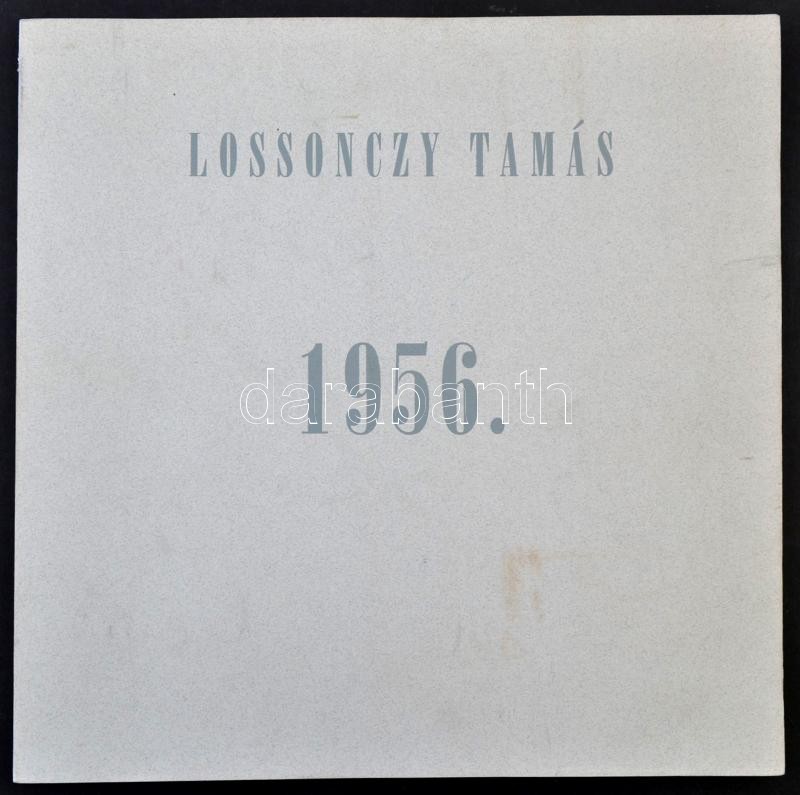 LOSSONCZY TAMÁS
1956.
darabanth